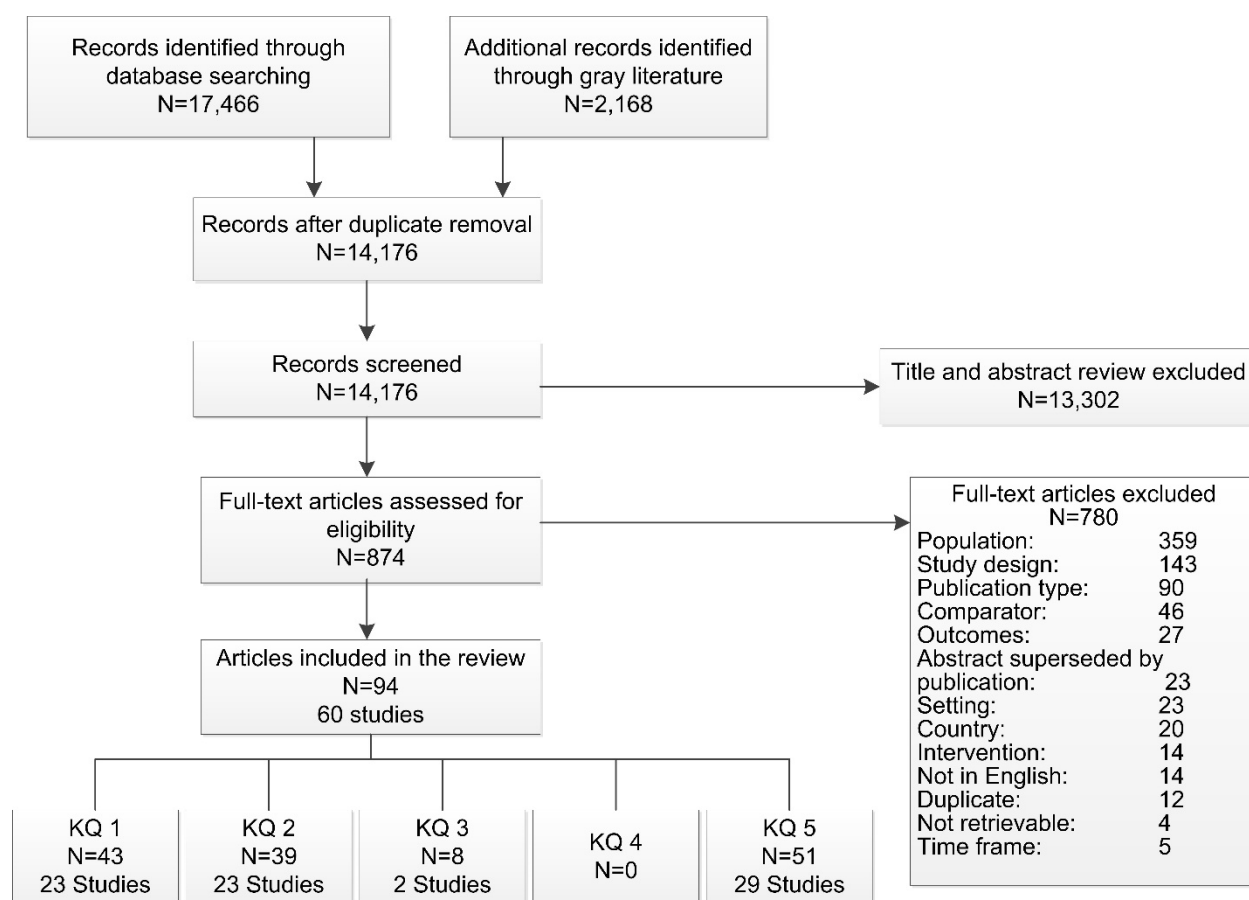 Records identified through
database searching
N=17,466
Additional records identified
through gray literature
N=2,168
Records after duplicate removal
N=14,176
Records screened
N=14,176
Title and abstract review excluded
N=13,302
Full-text articles assessed for
eligibility
N=874
Full-text articles excluded
N=780
Population: 359
Study design: 143
Publication type: 90
Comparator: 46
Outcomes: 27
Abstract superseded by
publication: 23
Setting: 23
Country: 20
Intervention: 14
Not in English: 14
Duplicate: 12
Not retrievable: 4
Time frame: 5
Articles included in the review
N=94
60 studies
KQ 1
N=43
23 Studies
KQ 2
N=39
23 Studies
KQ 3
N=8
2 Studies
KQ 4
N=0
KQ 5
N=51
29 Studies